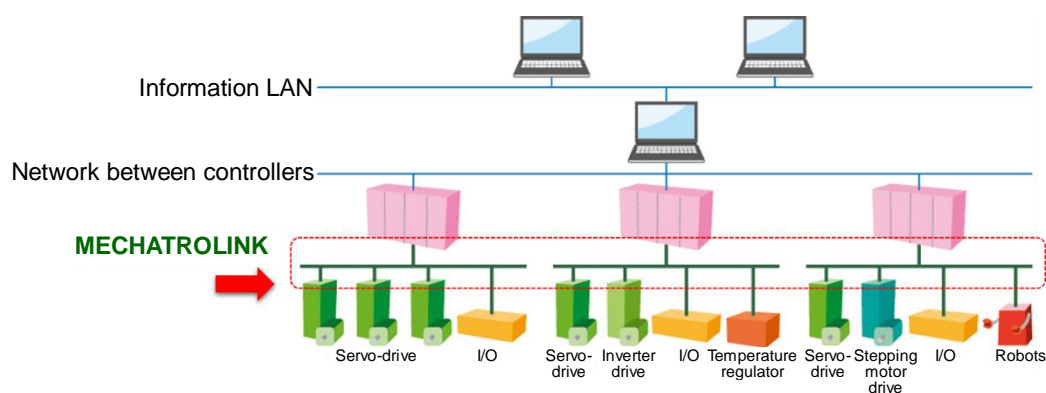 Information LAN
Network between controllers
MECHATROLINK
Servo-drive
I/O
Servo-
drive
Inverter
drive
I/O
Temperature
regulator
Servo-
drive
Stepping
motor
drive
I/O
Robots